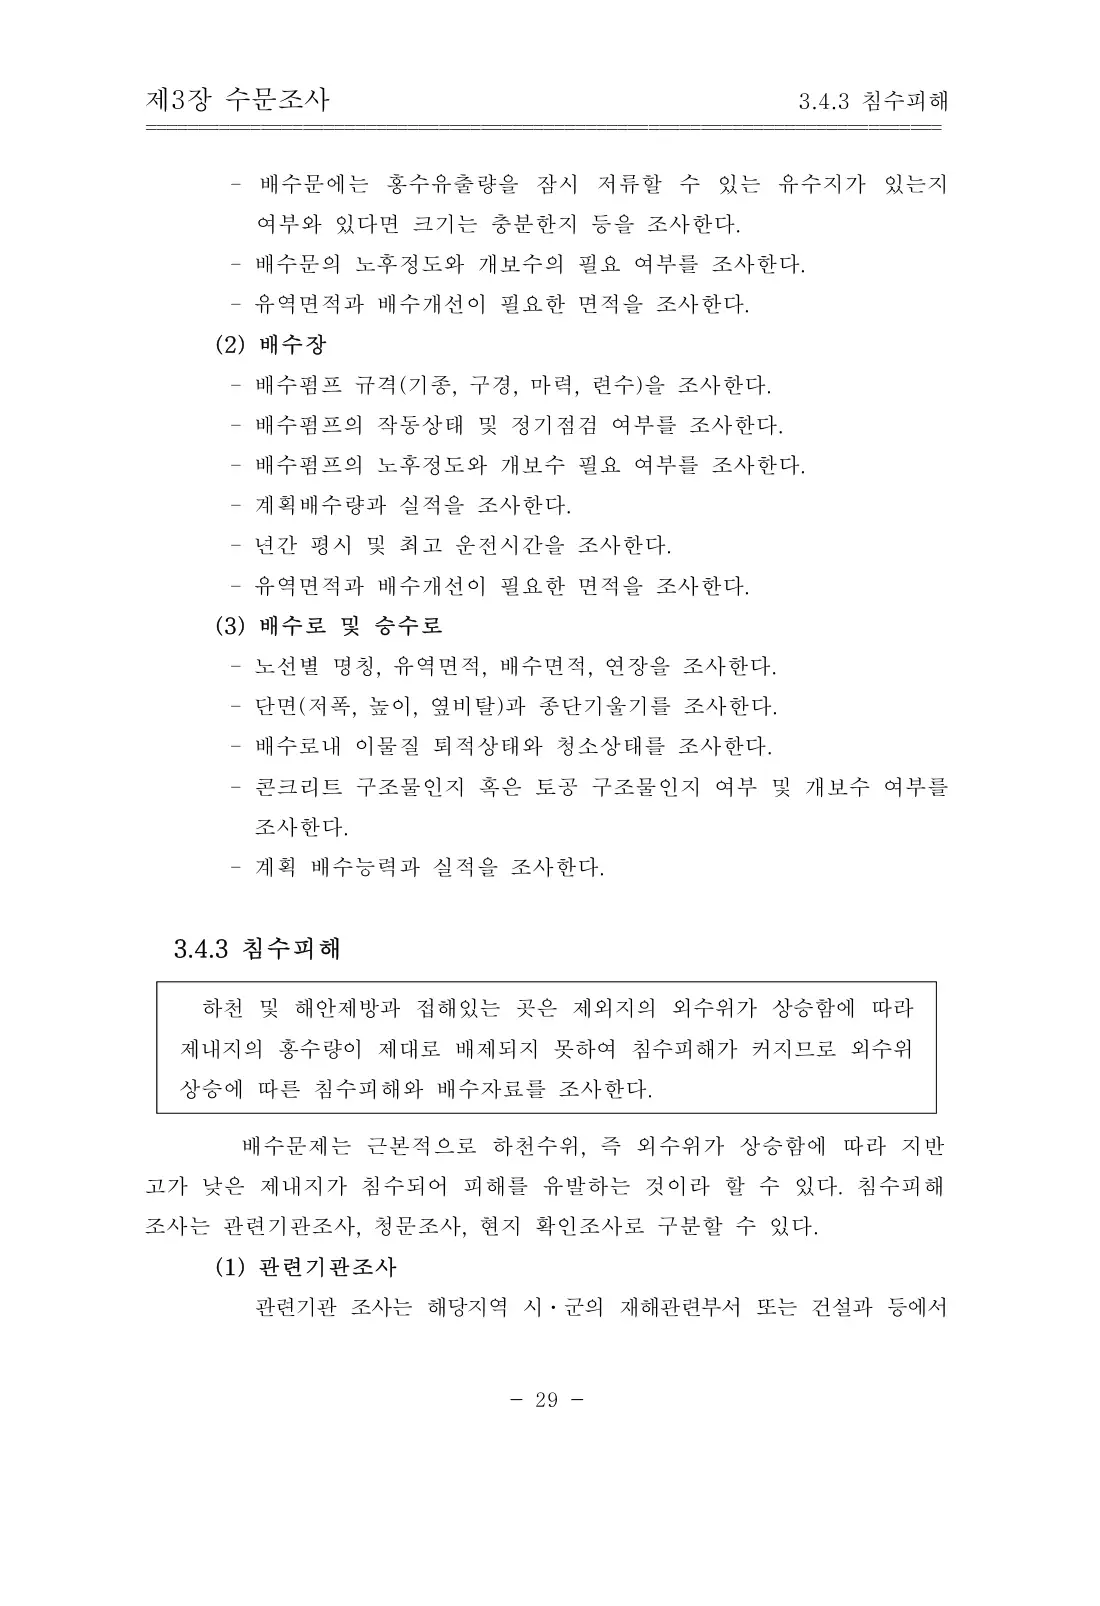 제3장 수문조사 3.4.3 침수피해
- 배수문에는 홍수유출량을 잠시 저류할 수 있는 유수지가 있는지
여부와 있다면 크기는 충분한지 등을 조사한다.
- 배수문의 노후정도와 개보수의 필요 여부를 조사한다.
- 유역면적과 배수개선이 필요한 면적을 조사한다.
(2) 배수장
- 배수펌프 규격(기종, 구경, 마력, 련수)을 조사한다.
- 배수펌프의 작동상태 및 정기점검 여부를 조사한다.
- 배수펌프의 노후정도와 개보수 필요 여부를 조사한다.
- 계획배수량과 실적을 조사한다.
- 년간 평시 및 최고 운전시간을 조사한다.
- 유역면적과 배수개선이 필요한 면적을 조사한다.
(3) 배수로 및 승수로
- 노선별 명칭, 유역면적, 배수면적, 연장을 조사한다.
- 단면(저폭, 높이, 옆비탈)과 종단기울기를 조사한다.
- 배수로내 이물질 퇴적상태와 청소상태를 조사한다.
- 콘크리트 구조물인지 혹은 토공 구조물인지 여부 및 개보수 여부를
조사한다.
- 계획 배수능력과 실적을 조사한다.
3.4.3 침수피해
하천 및 해안제방과 접해있는 곳은 제외지의 외수위가 상승함에 따라
제내지의 홍수량이 제대로 배제되지 못하여 침수피해가 커지므로 외수위
상승에 따른 침수피해와 배수자료를 조사한다.
배수문제는 근본적으로 하천수위, 즉 외수위가 상승함에 따라 지반
고가 낮은 제내지가 침수되어 피해를 유발하는 것이라 할 수 있다. 침수피해
조사는 관련기관조사, 청문조사, 현지 확인조사로 구분할 수 있다.
(1) 관련기관조사
관련기관 조사는 해당지역 시·군의 재해관련부서 또는 건설과 등에서
- 29 -